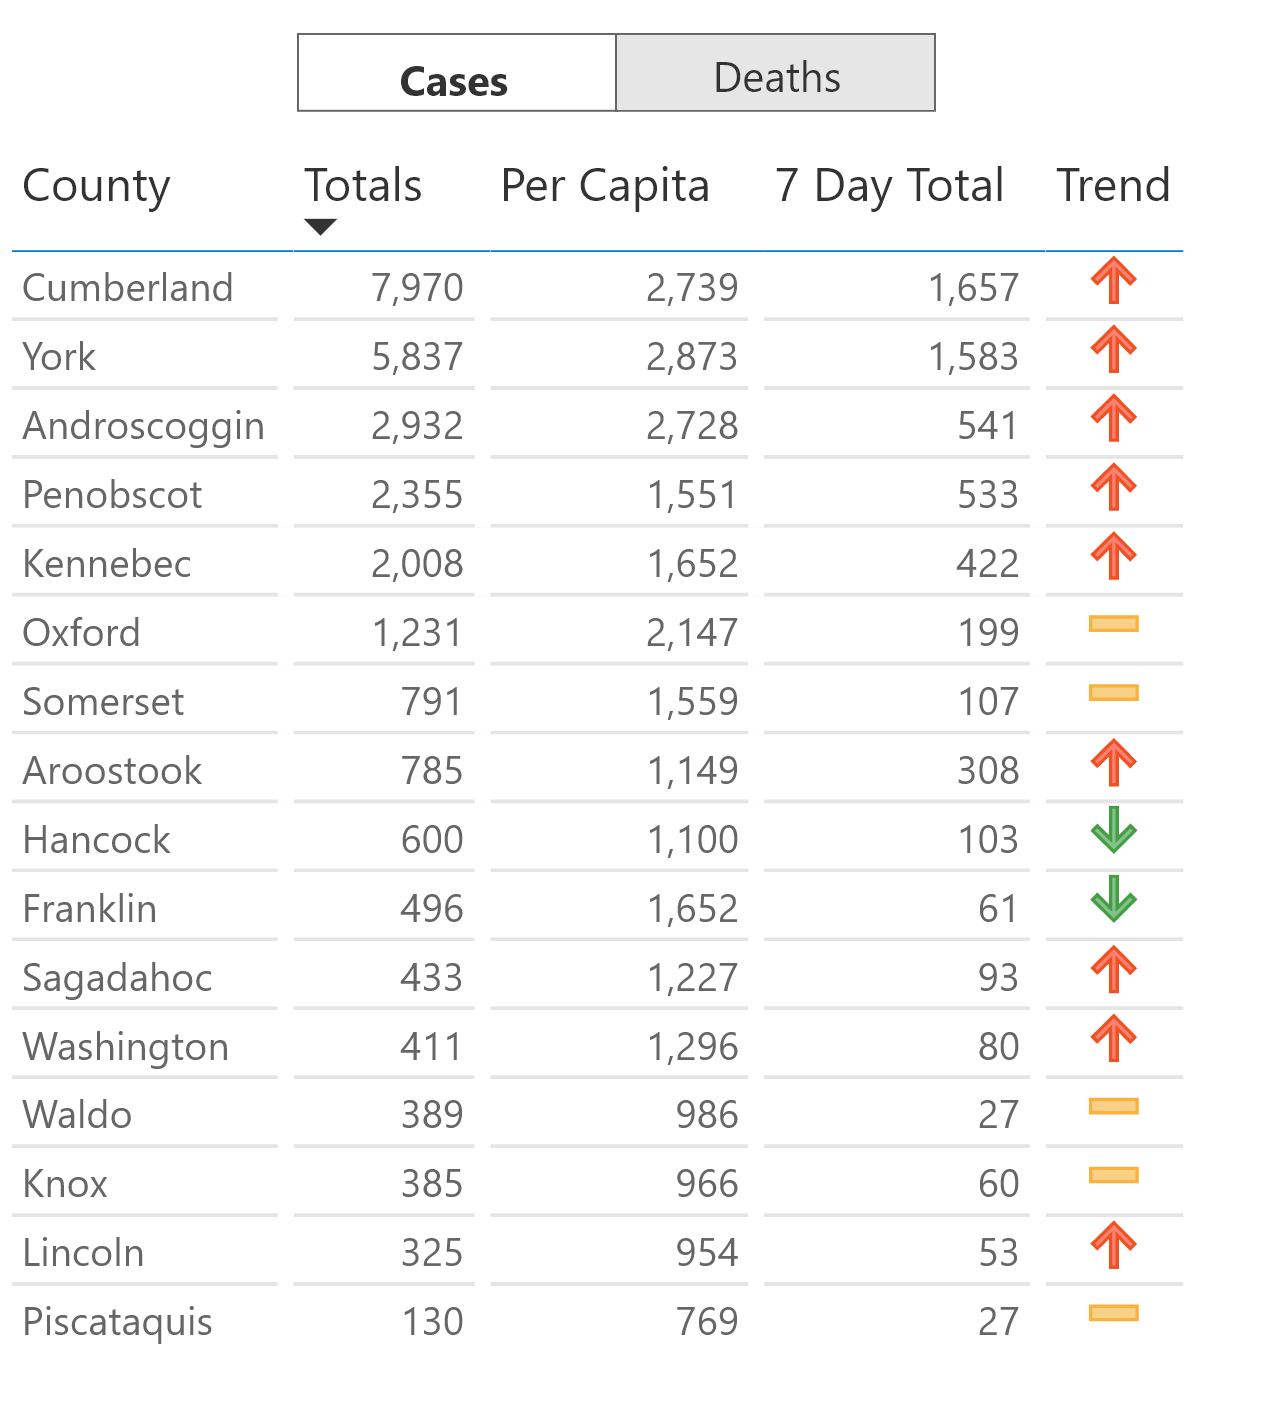 Cases Deaths
County Totals Per Capita 7 Day Total Trend
Cumberland 7,970 2,739 1,657
York 5,837 2,873 1,583
Androscoggin 2,932 2,728 541
Penobscot 2,355 1,551 533
Kennebec 2,008 1,652 422
Oxford 1,231 2,147 199
Somerset 791 1,559 107
Aroostook 785 1,149 308
Hancock 600 1,100 103
Franklin 496 1,652 61
Sagadahoc 433 1,227 93
Washington 411 1,296 80
Waldo 389 986 27
Knox 385 966 60
Lincoln 325 954 53
Piscataquis 130 769 27